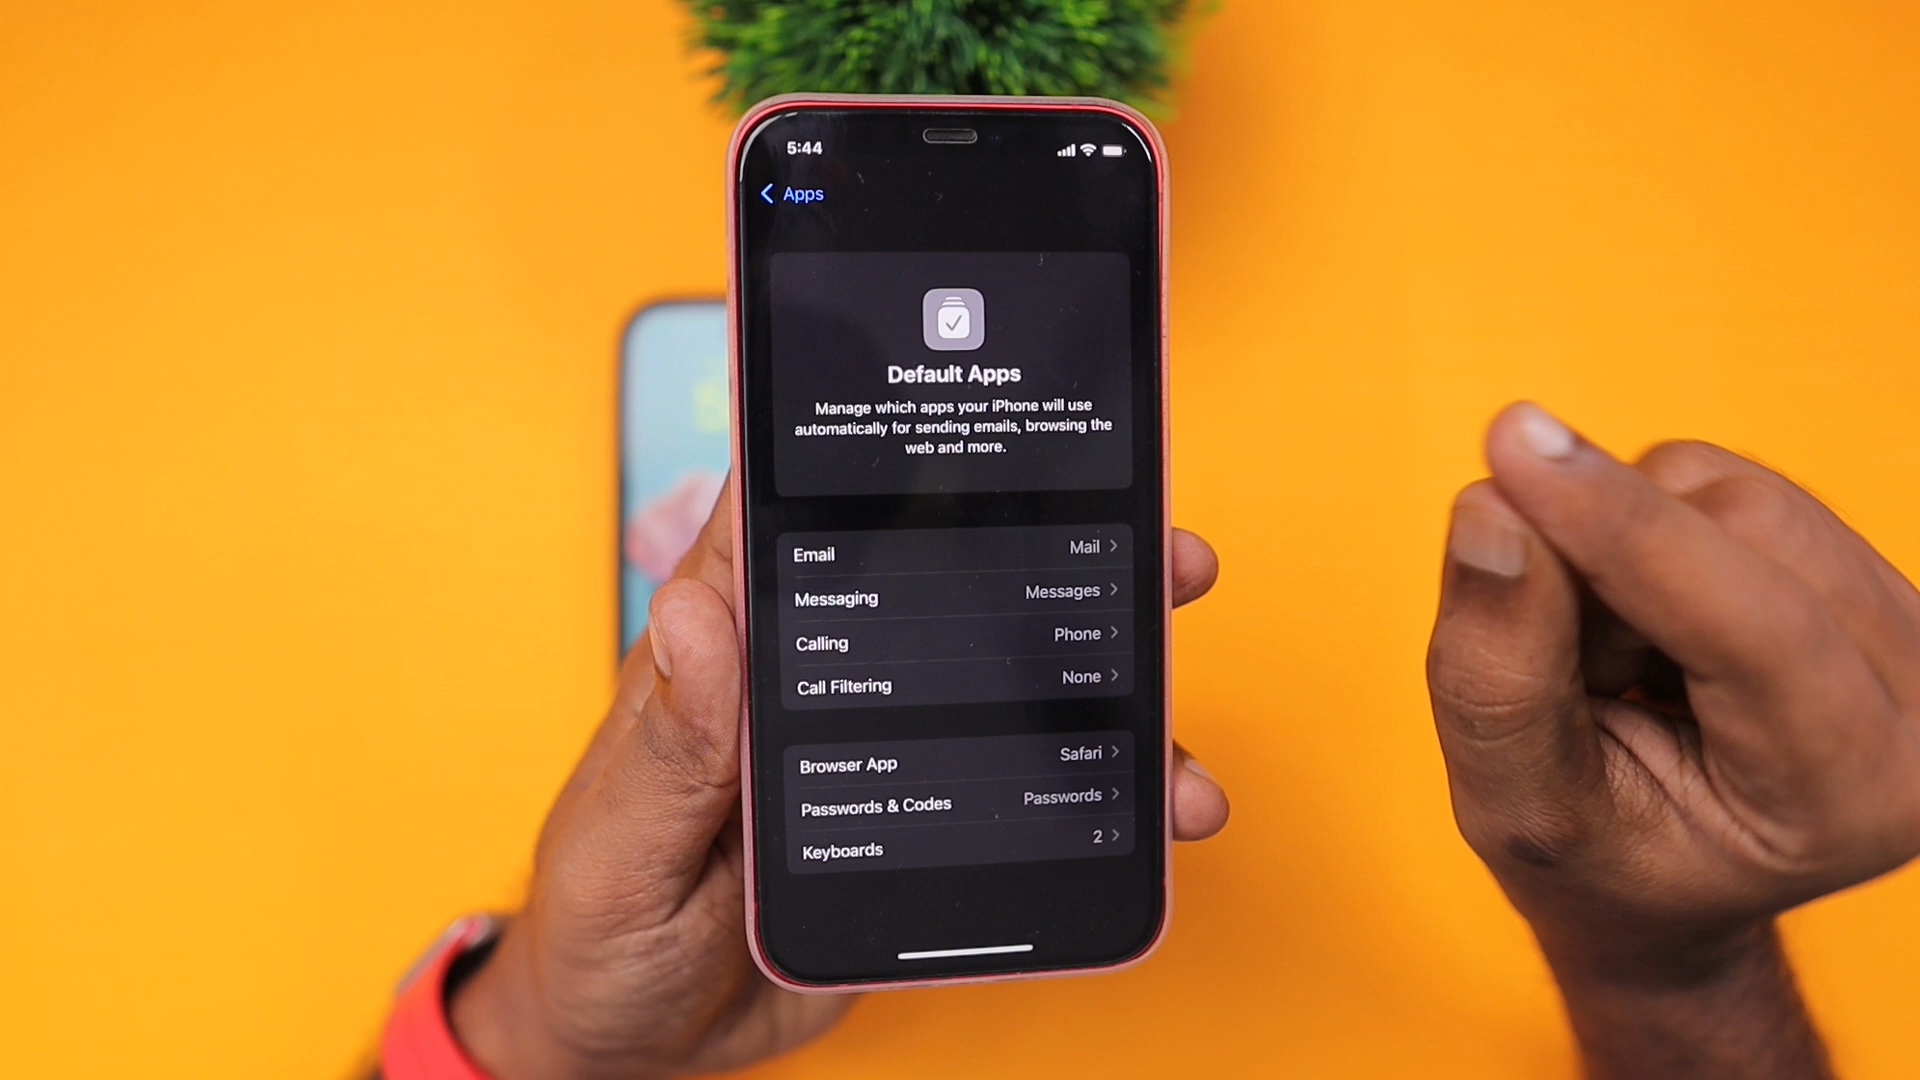 5:44
Apps
Default Apps
Manage which apps your iPhone will use
automatically for sending emails, browsing the
web and more.
Email Mail
Messaging Messages
Calling Phone
Call Filtering None
Browser App Safari
Passwords & Codes Passwords
Keyboards 2